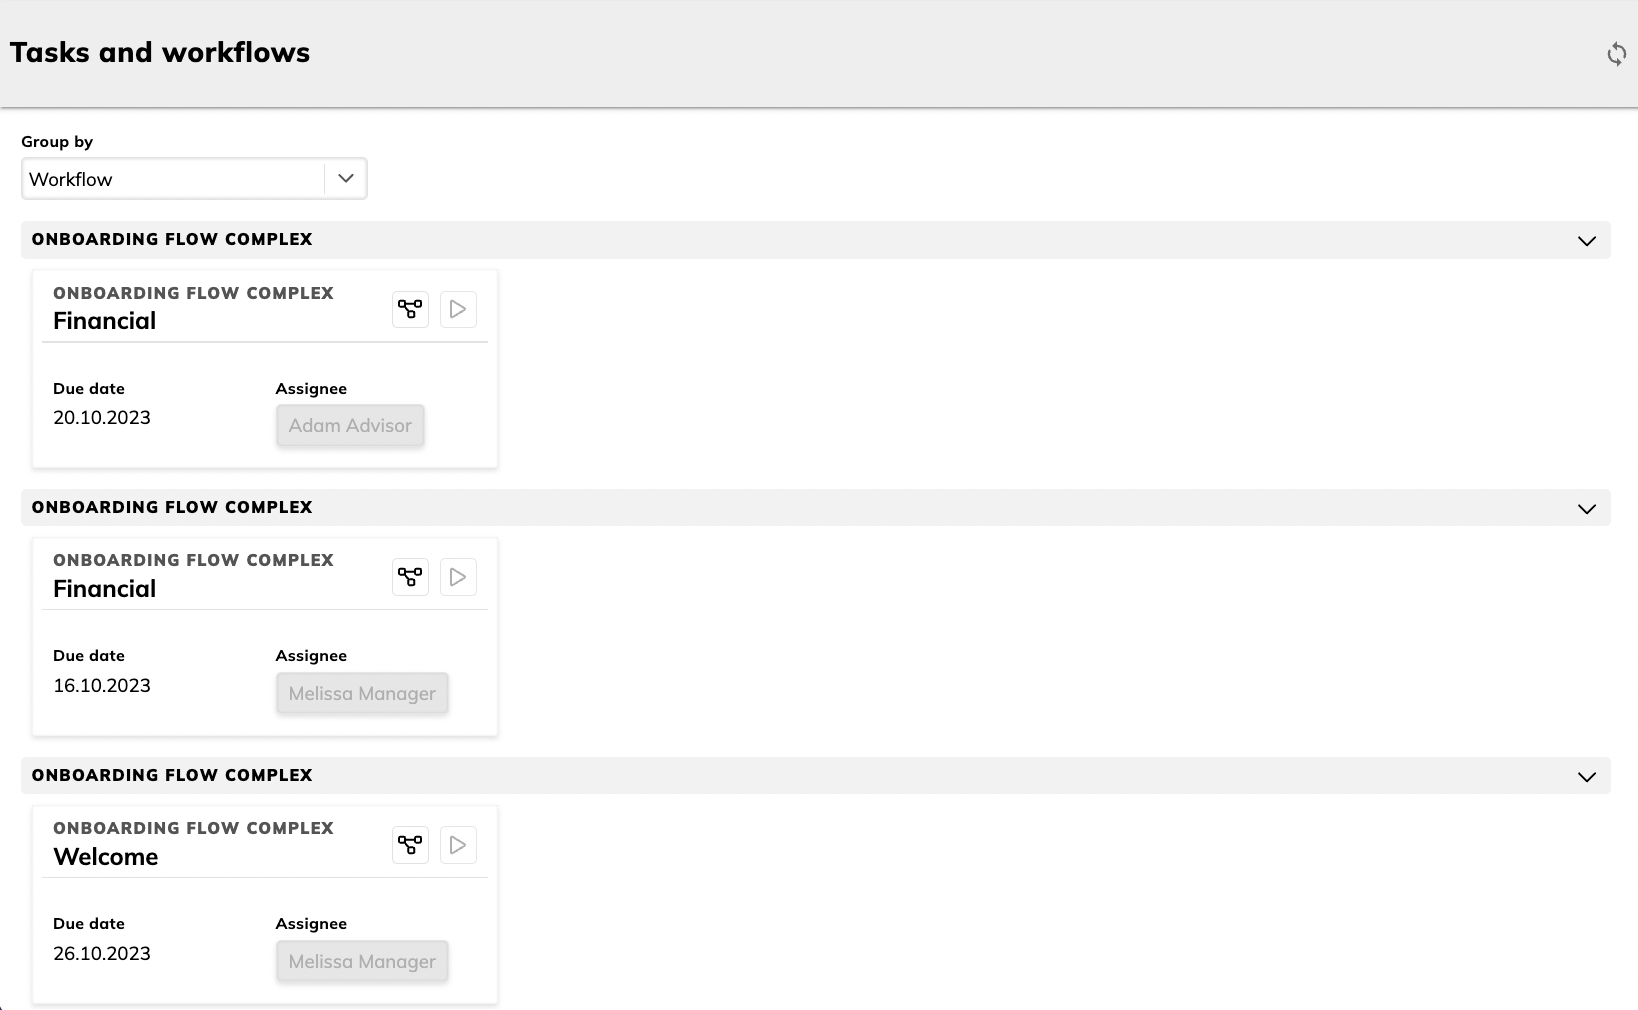 Tasks and workflows
Group by
Workflow
ONBOARDING FLOW COMPLEX
ONBOARDING FLOW COMPLEX
Financial
Due date
Assignee
20.10.2023
Adam Advisor
ONBOARDING FLOW COMPLEX
ONBOARDING FLOW COMPLEX
Financial
Due date
Assignee
16.10.2023
Melissa Manager
ONBOARDING FLOW COMPLEX
ONBOARDING FLOW COMPLEX
Welcome
Due date
Assignee
26.10.2023
Melissa Manager